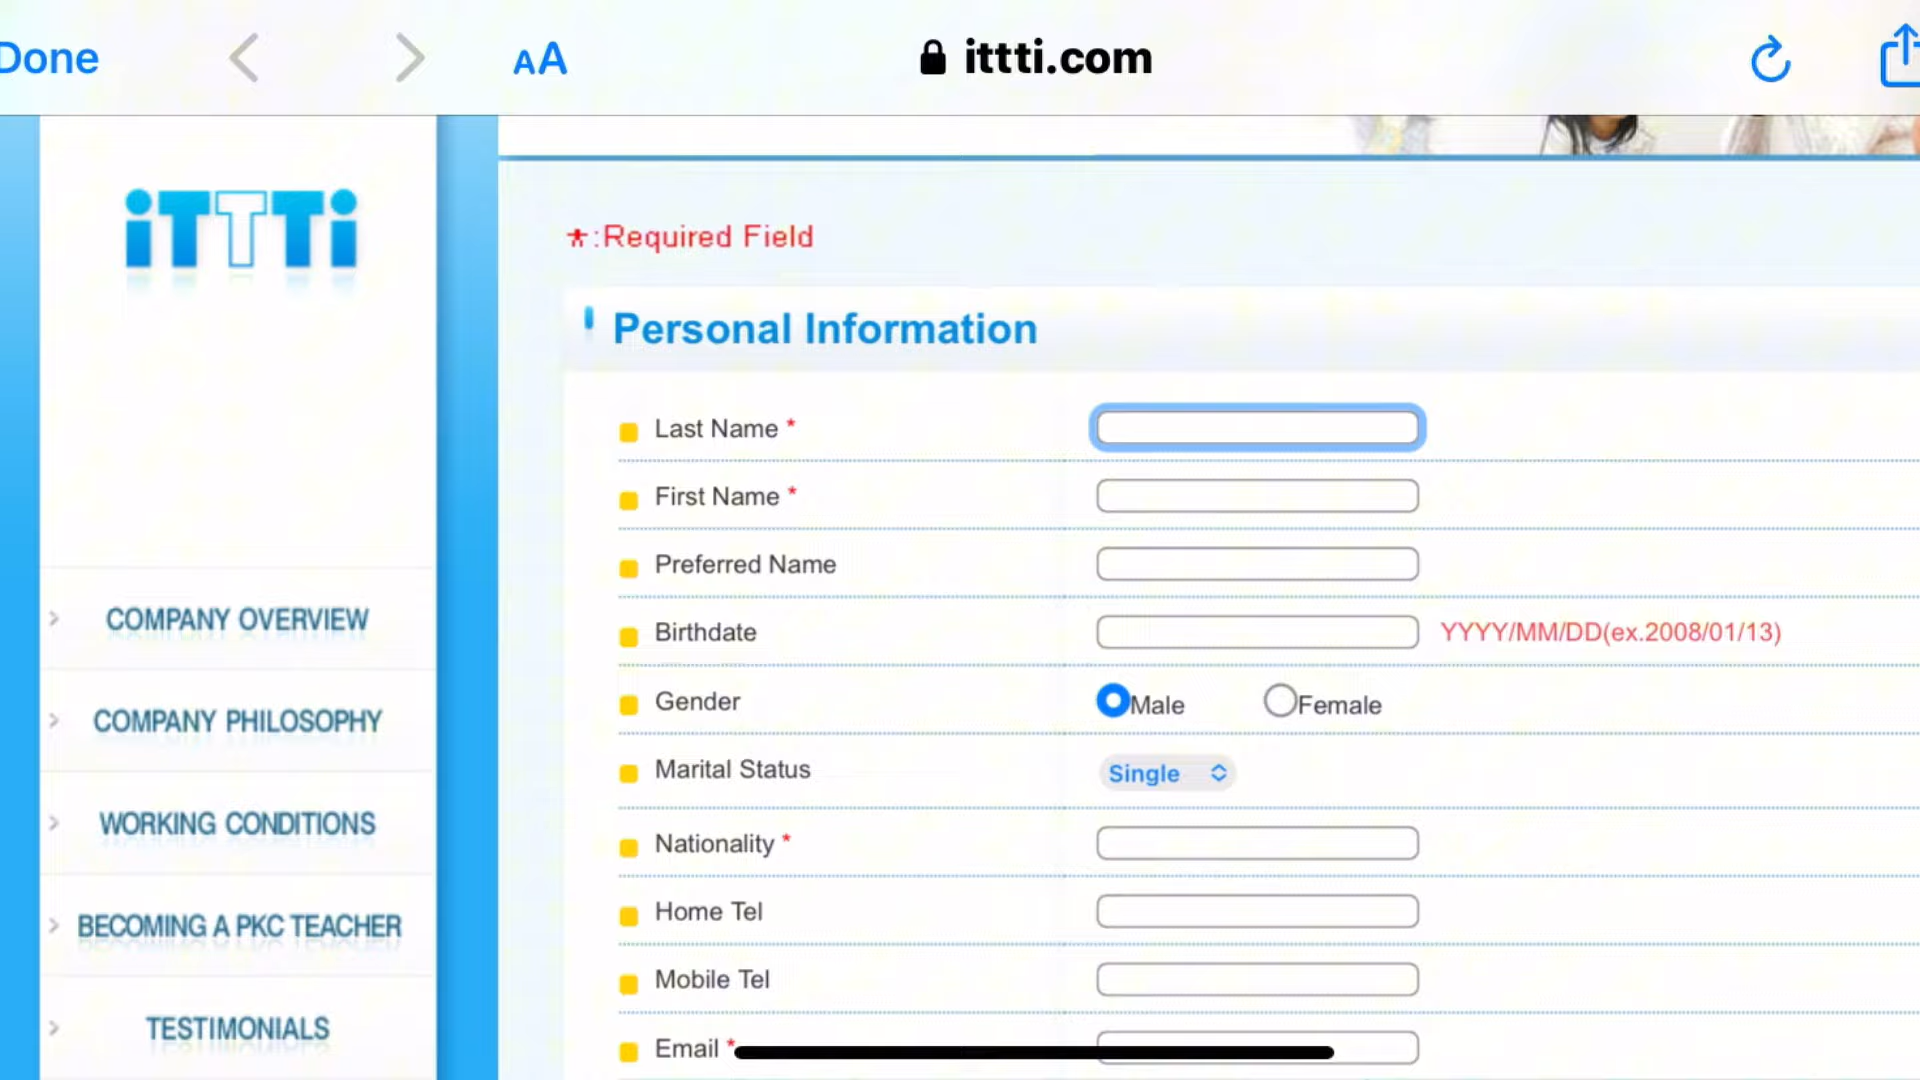 Done
AA
ittti.com
iTTTi
COMPANY OVERVIEW
COMPANY PHILOSOPHY
WORKING CONDITIONS
BECOMING A PKC TEACHER
TESTIMONIALS
*:Required Field
Personal Information
Last Name *
First Name *
Preferred Name
Birthdate YYYY/MM/DD(ex.2008/01/13)
Gender Male Female
Marital Status Single
Nationality *
Home Tel
Mobile Tel
Email *